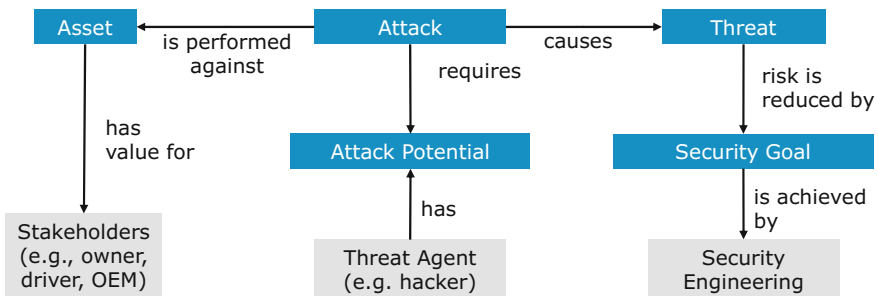 Asset
is performed
against
Attack
causes
Threat
requires
risk is
reduced by
has
value for
Attack Potential
Security Goal
has
is achieved
by
Stakeholders
(e.g., owner,
driver, OEM)
Threat Agent
(e.g. hacker)
Security
Engineering